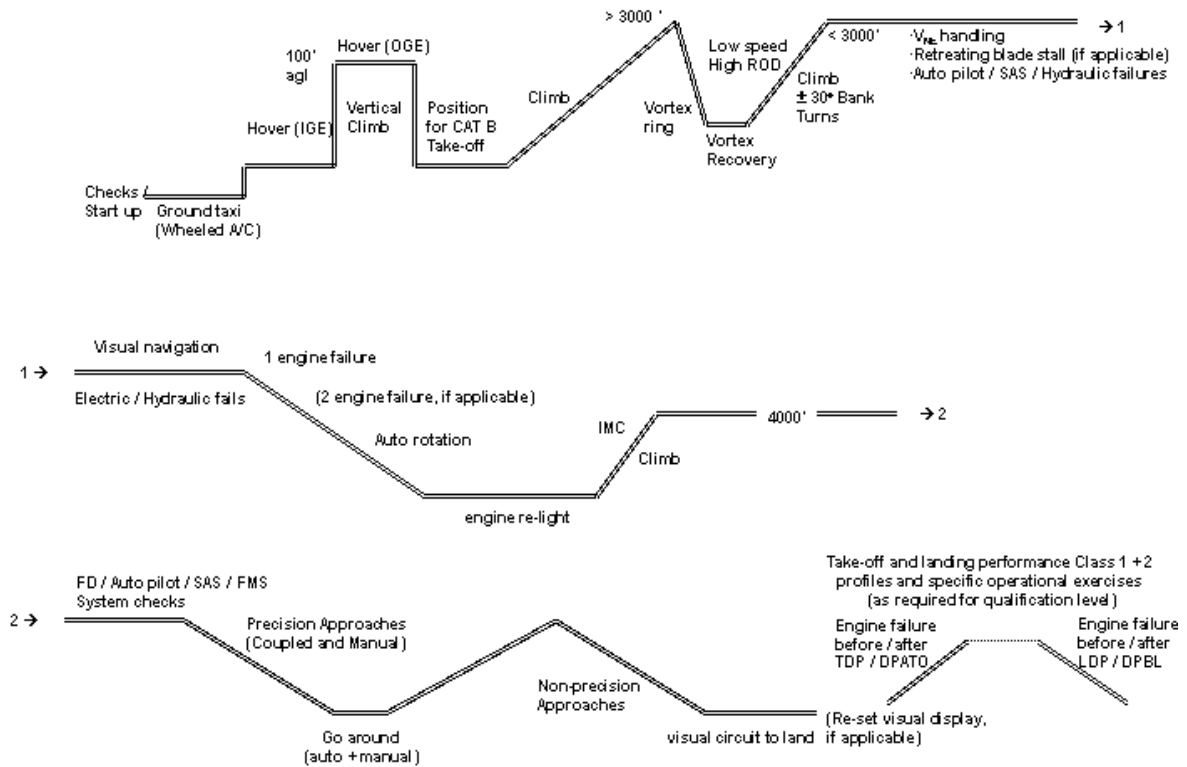 > 3000 '
→ 1
100'
agl
Hover (OGE)
Low speed
High ROD
< 3000'
·VNE handling
·Retreating blade stall (if applicable)
·Auto pilot / SAS / Hydraulic failures
Climb
Climb
± 30° Bank
Turns
Hover (IGE)
Vertical
Climb
Position
for CAT B
Take-off
Vortex
ring
Vortex
Recovery
Checks /
Start up
Ground taxi
(Wheeled A/C)
1 →
Visual navigation
Electric / Hydraulic fails
1 engine failure
(2 engine failure, if applicable)
Auto rotation
engine re-light
IMC
Climb
4000'
→ 2
2 →
FD / Auto pilot / SAS / FMS
System checks
Precision Approaches
(Coupled and Manual)
Go around
(auto + manual)
Non-precision
Approaches
visual circuit to land
(Re-set visual display,
if applicable)
Take-off and landing performance Class 1 + 2
profiles and specific operational exercises
(as required for qualification level)
Engine failure
before / after
TDP / DPATO
Engine failure
before / after
LDP / DPBL